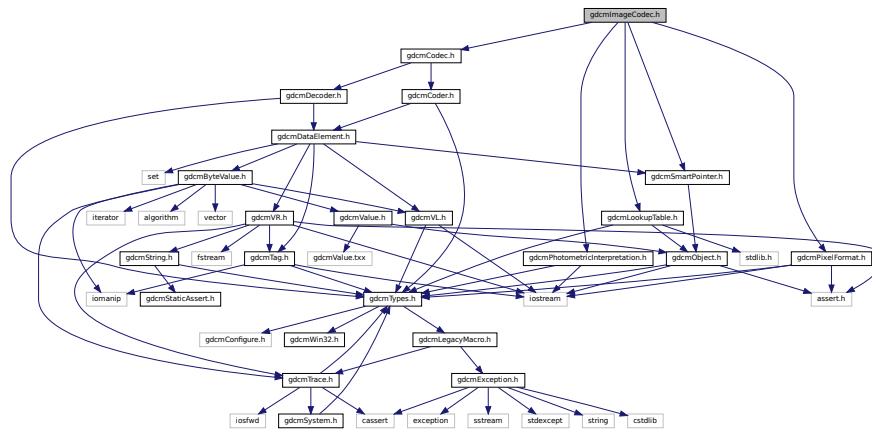 gdcmImageCodec.h
gdcmCodec.h
gdcmDecoder.h
gdcmCoder.h
gdcmDataElement.h
set
gdcmByteValue.h
gdcmSmartPointer.h
iterator
algorithm
vector
gdcmVR.h
gdcmValue.h
gdcmVL.h
gdcmLookupTable.h
gdcmString.h
fstream
gdcmTag.h
gdcmValue.txx
gdcmPhotometricInterpretation.h
gdcmObject.h
stdlib.h
gdcmPixelFormat.h
iomanip
gdcmStaticAssert.h
gdcmTypes.h
iostream
assert.h
gdcmConfigure.h
gdcmWin32.h
gdcmLegacyMacro.h
gdcmTrace.h
gdcmException.h
iosfwd
gdcmSystem.h
cassert
exception
sstream
stdexcept
string
cstdlib